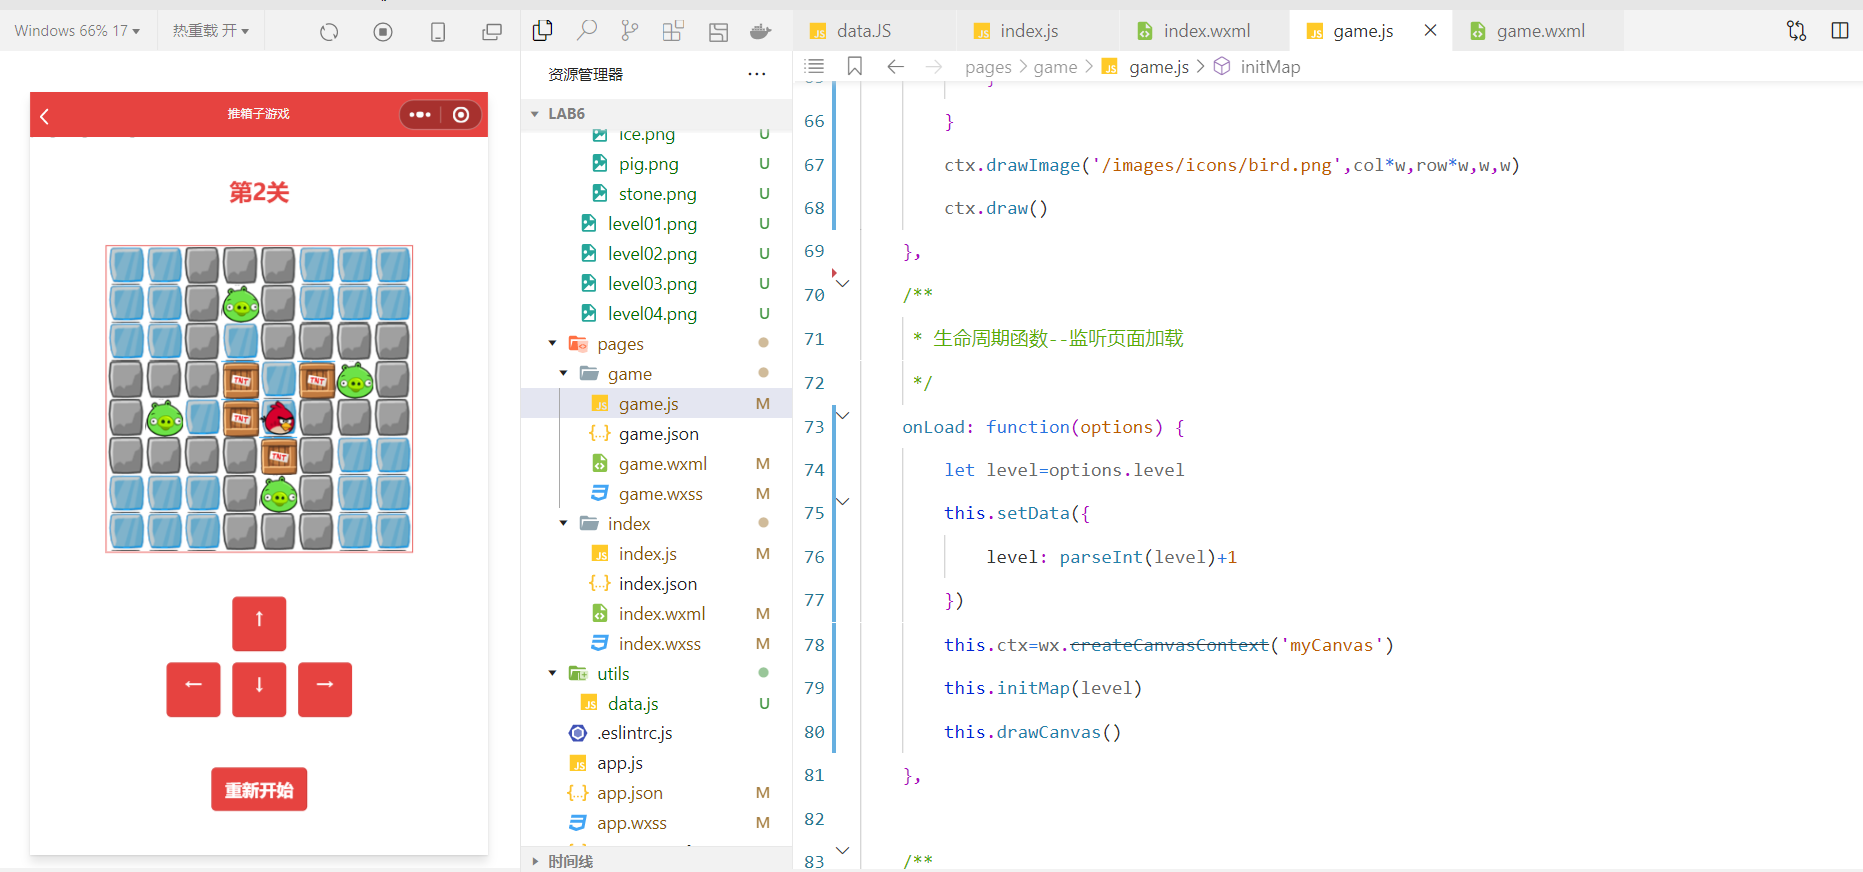 Windows 66% 17
热重载 开
data.JS
index.js
index.wxml
game.js
game.wxml
资源管理器
pages
game
game.js
initMap
推箱子游戏
第2关
TNT
TNT
TNT
TNT
↑
← ↓ →
重新开始
LAB6
ice.png U
pig.png U
stone.png U
level01.png U
level02.png U
level03.png U
level04.png U
pages
game
game.js M
game.json
game.wxml M
game.wxss M
index
index.js M
index.json
index.wxml M
index.wxss M
utils
data.js U
.eslintrc.js
app.js
app.json M
app.wxss M
时间线
66 }
67 ctx.drawImage('/images/icons/bird.png',col*w,row*w,w,w)
68 ctx.draw()
69 },
70 /**
71 * 生命周期函数--监听页面加载
72 */
73 onLoad: function(options) {
74 let level=options.level
75 this.setData({
76 level: parseInt(level)+1
77 })
78 this.ctx=wx.createCanvasContext('myCanvas')
79 this.initMap(level)
80 this.drawCanvas()
81 },
82
83 /**